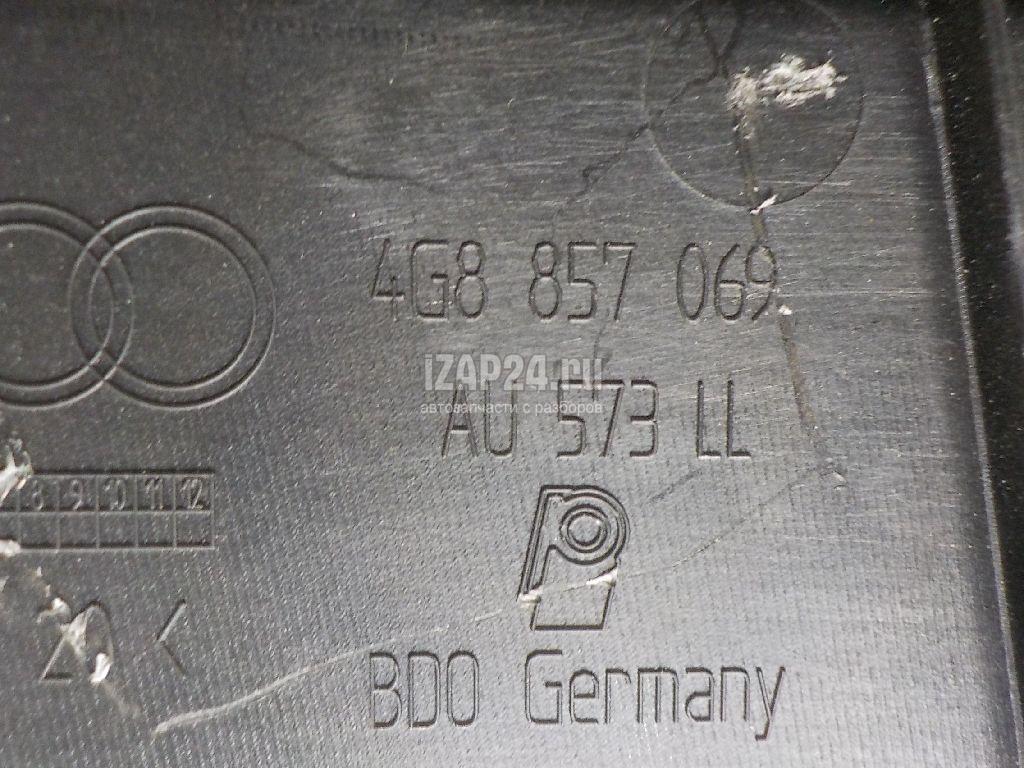 4G8 857 069
iZAP24.ru
автозапчасти с разборов
AU 573 LL
8 9 10 11 12
BDO Germany